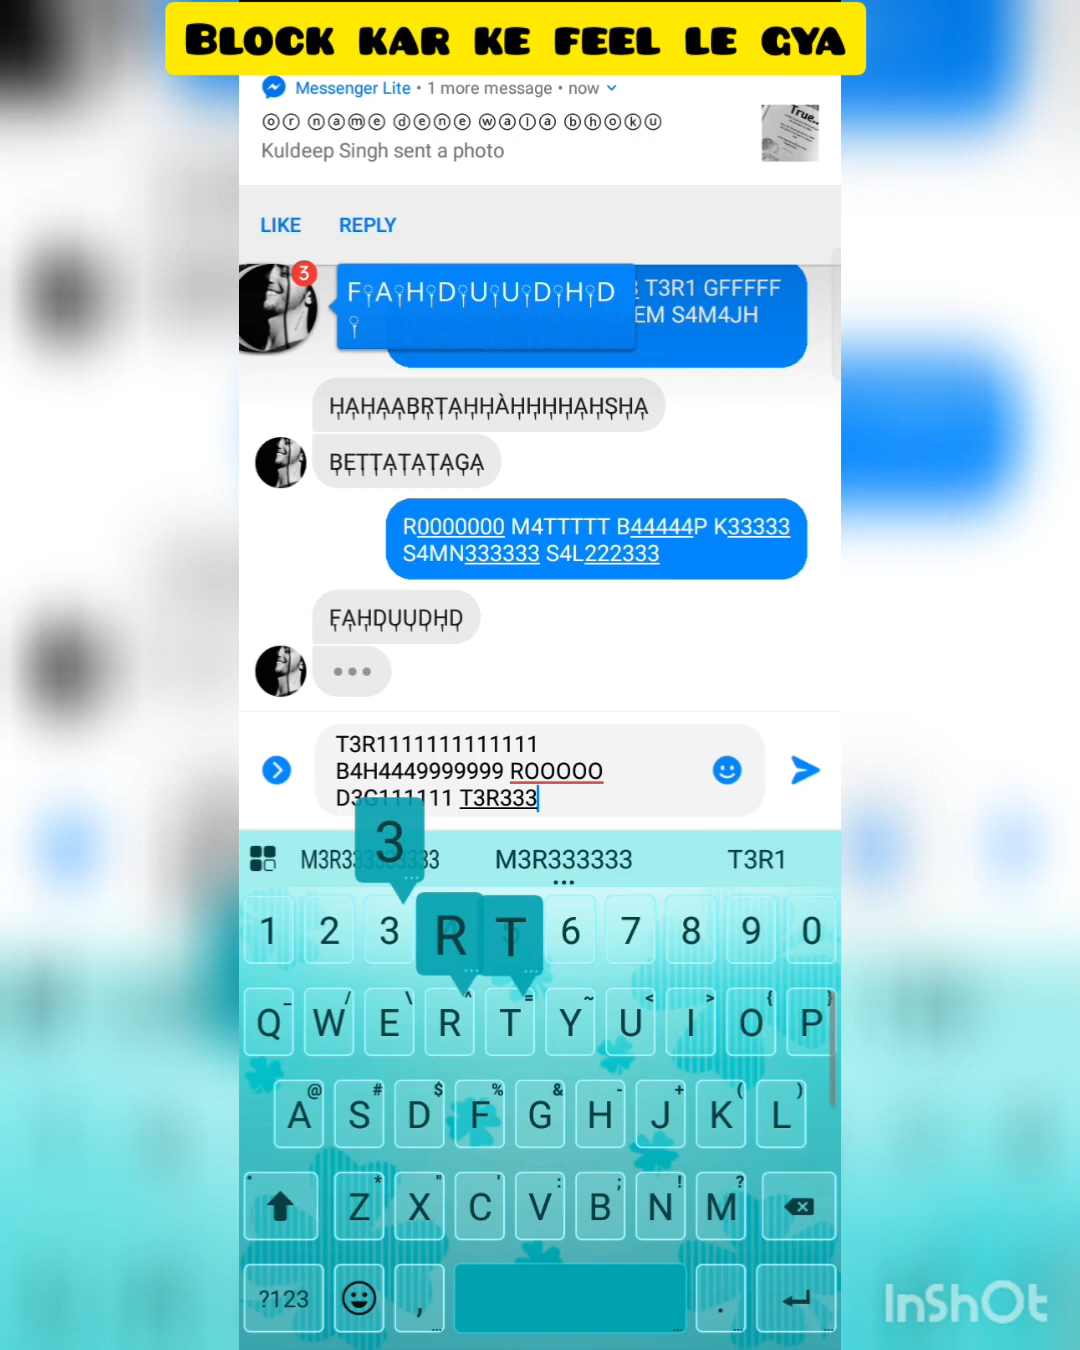 BLOCK KAR KE FEEL LE GYA
Messenger Lite • 1 more message • now
ⓞⓡ ⓝⓐⓜⓔ ⓓⓔⓝⓔ ⓦⓐⓛⓐ ⓑⓗⓞⓚⓤ
Kuldeep Singh sent a photo
True..
LIKE REPLY
3
F༘A༘H༘D༘U༘U༘D༘H༘D
T3R1 GFFFFF
EM S4M4JH
HAHAABRTAHHÀHHHHAHSHA
BETTATATAGA
R0000000 M4TTTTT B44444P K33333
S4MN333333 S4L222333
FAHDUUDHD
T3R1111111111111
B4H4449999999 ROOOOO
D3G111111 T3R333
3
M3R333333333 M3R333333 T3R1
1 2 3 R T 6 7 8 9 0
Q W E R T Y U I O P
A S D F G H J K L
Z X C V B N M
?123 , .
InShOt